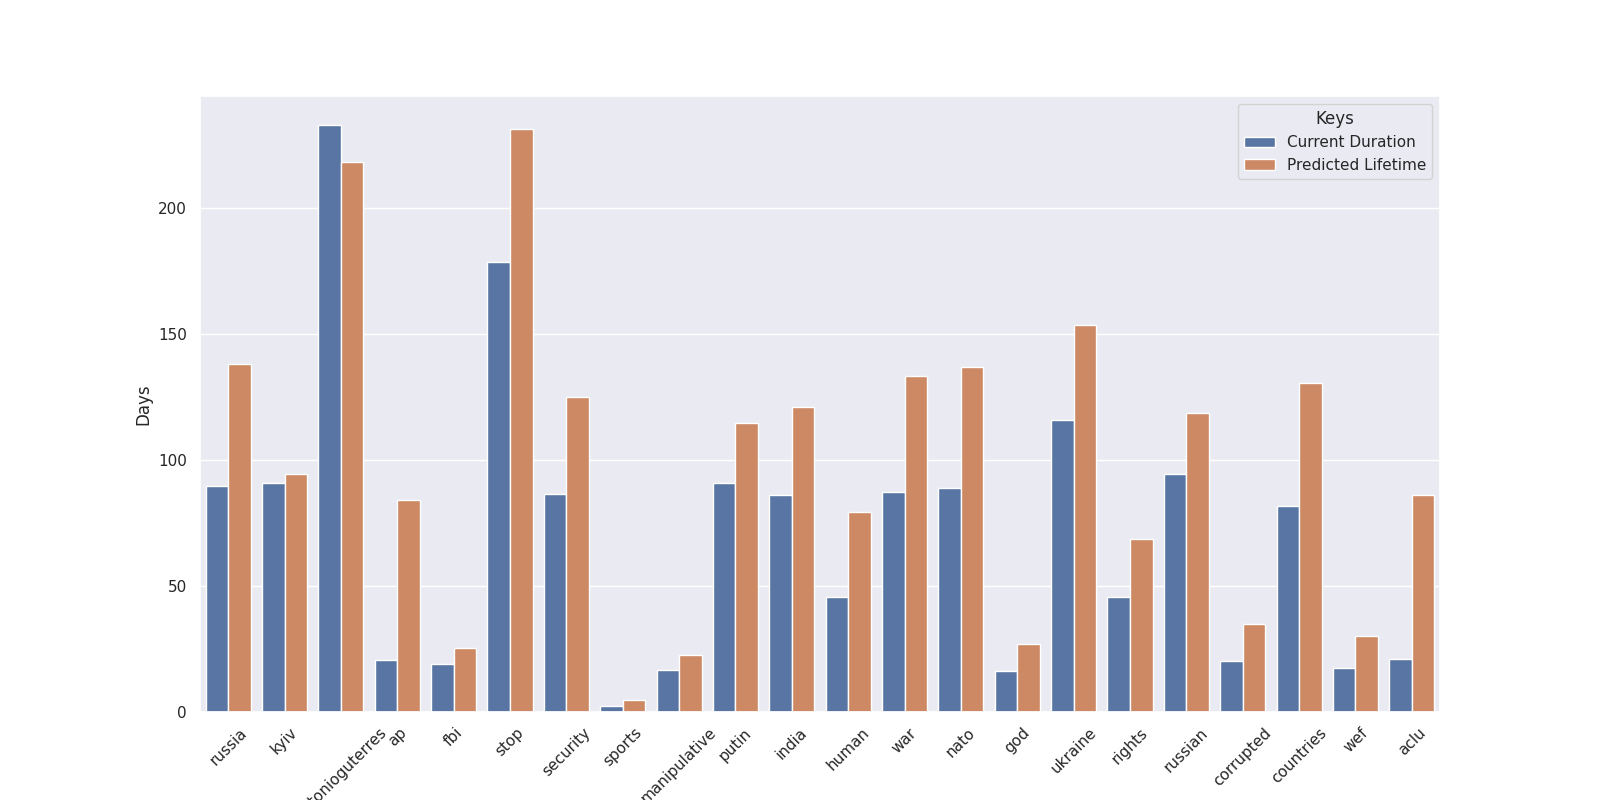 Keys
Current Duration
Predicted Lifetime
200
150
100
50
0
Days
russia
kyiv
tonioguterres
ap
fbi
stop
security
sports
manipulative
putin
india
human
war
nato
god
ukraine
rights
russian
corrupted
countries
wef
aclu